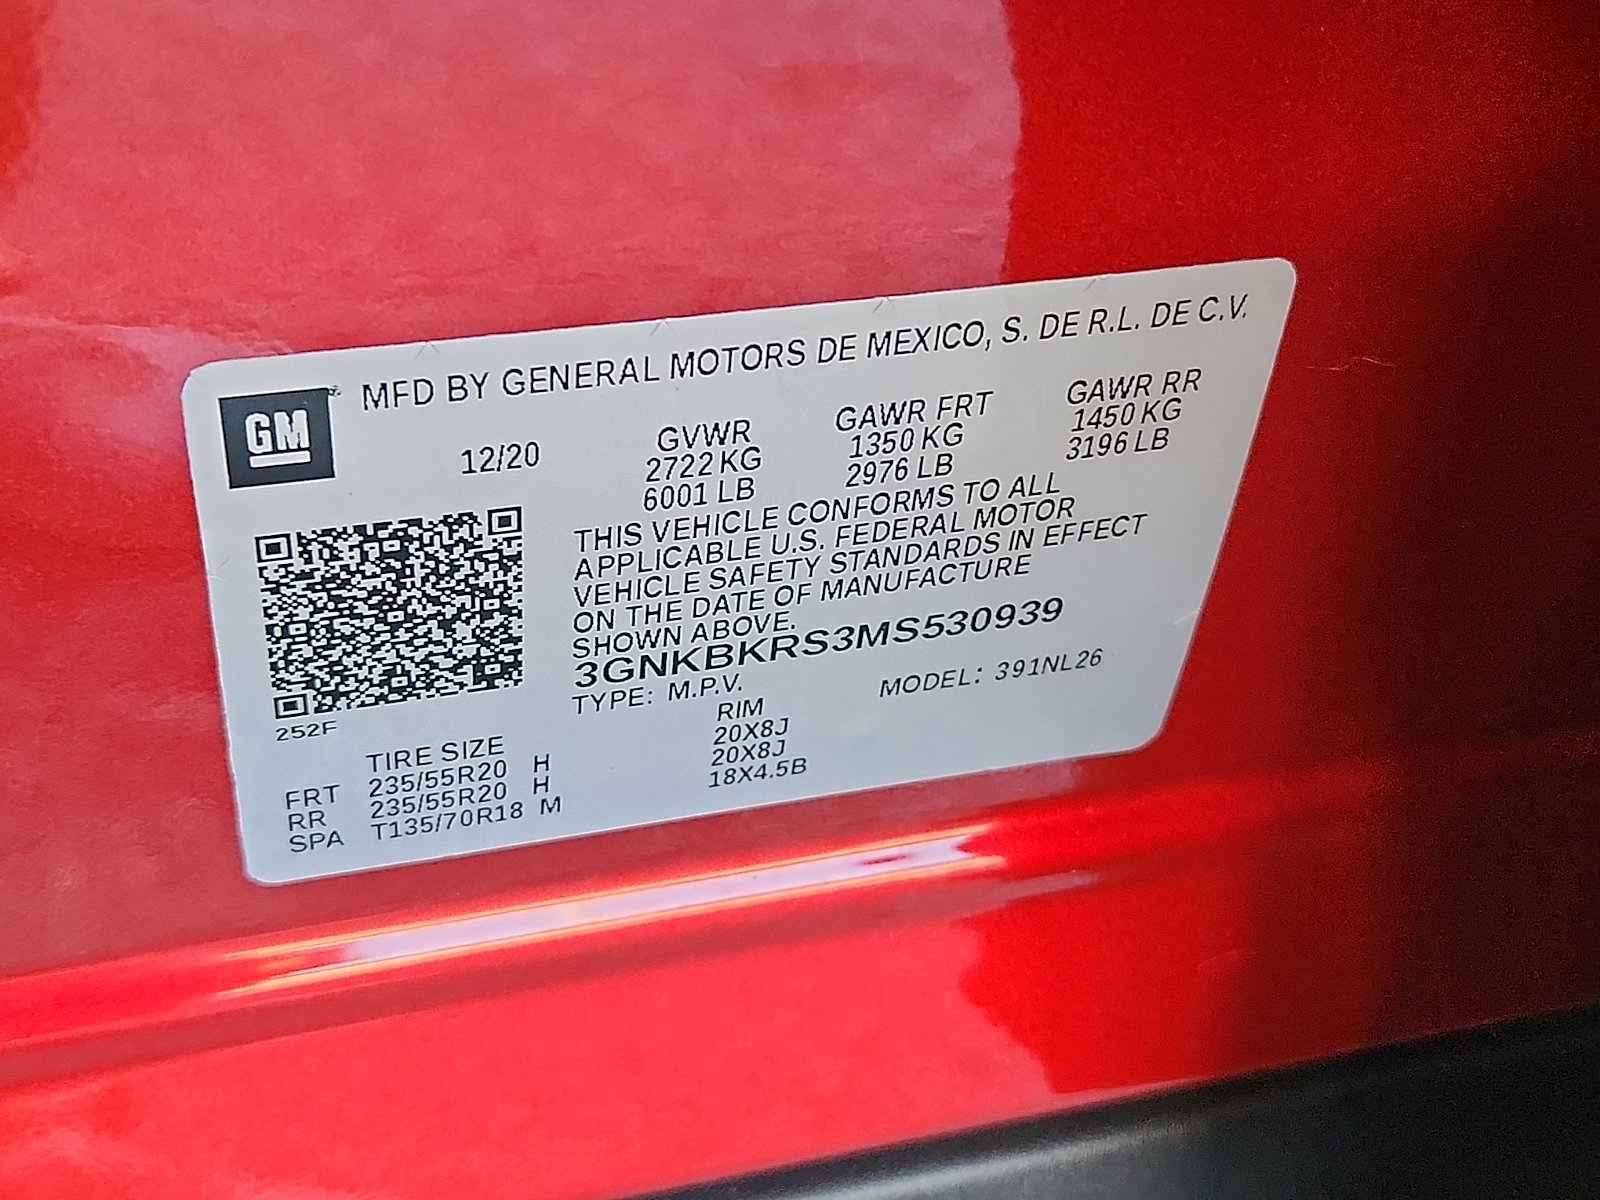 GM
MFD BY GENERAL MOTORS DE MEXICO, S. DE R.L. DE C.V.
12/20
GVWR
2722 KG
6001 LB
GAWR FRT
1350 KG
2976 LB
GAWR RR
1450 KG
3196 LB
THIS VEHICLE CONFORMS TO ALL
APPLICABLE U.S. FEDERAL MOTOR
VEHICLE SAFETY STANDARDS IN EFFECT
ON THE DATE OF MANUFACTURE
SHOWN ABOVE.
3GNKBKRS3MS530939
TYPE: M.P.V. MODEL: 391NL26
252F
TIRE SIZE RIM
FRT 235/55R20 H 20X8J
RR 235/55R20 H 20X8J
SPA T135/70R18 M 18X4.5B